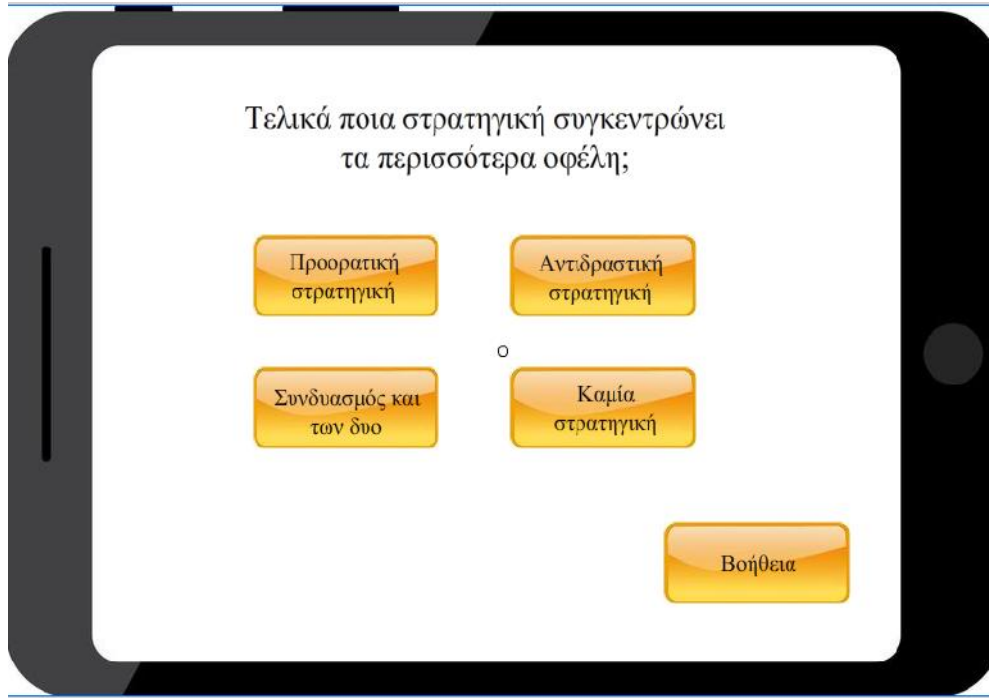 Τελικά ποια στρατηγική συγκεντρώνει
τα περισσότερα οφέλη;
Προορατική
στρατηγική
Αντιδραστική
στρατηγική
ο
Συνδυασμός και
των δυο
Καμία
στρατηγική
Βοήθεια